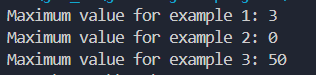 Maximum value for example 1: 3
Maximum value for example 2: 0
Maximum value for example 3: 50